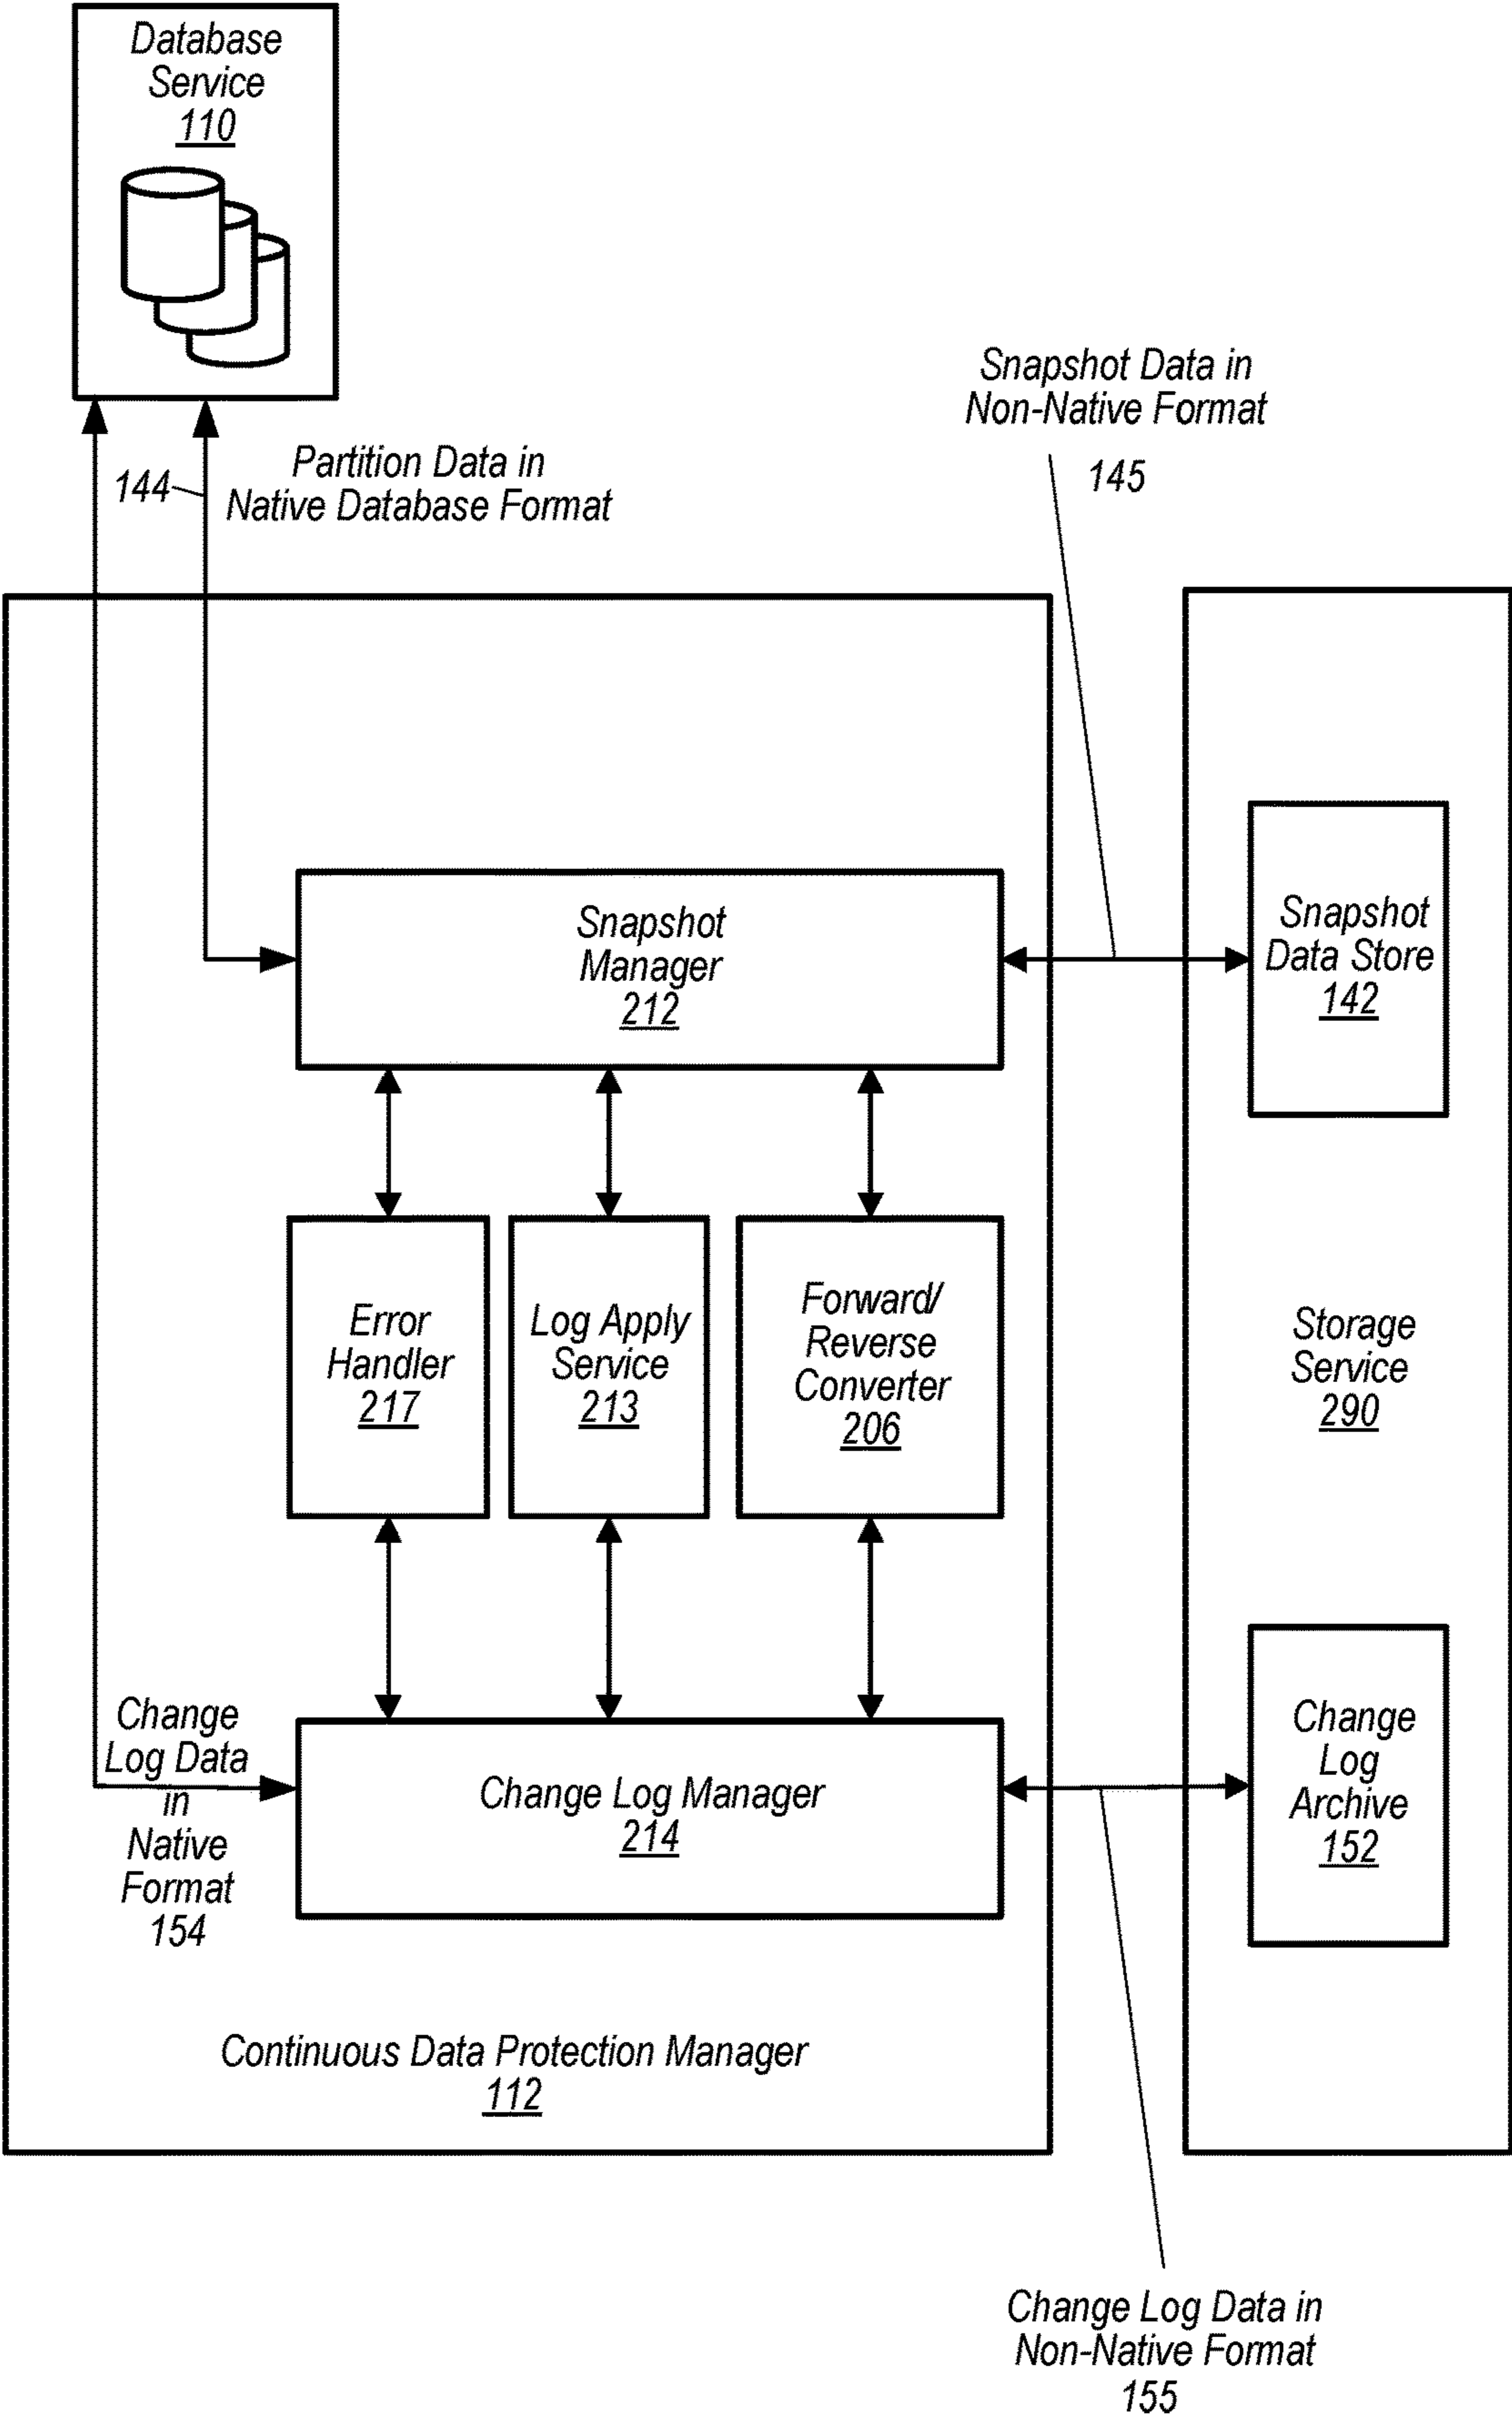 Database
Service
110
144
Partition Data in
Native Database Format
Snapshot Data in
Non-Native Format
145
Snapshot
Manager
212
Snapshot
Data Store
142
Error
Handler
217
Log Apply
Service
213
Forward/
Reverse
Converter
206
Storage
Service
290
Change
Log Data
in
Native
Format
154
Change Log Manager
214
Change
Log
Archive
152
Continuous Data Protection Manager
112
Change Log Data in
Non-Native Format
155